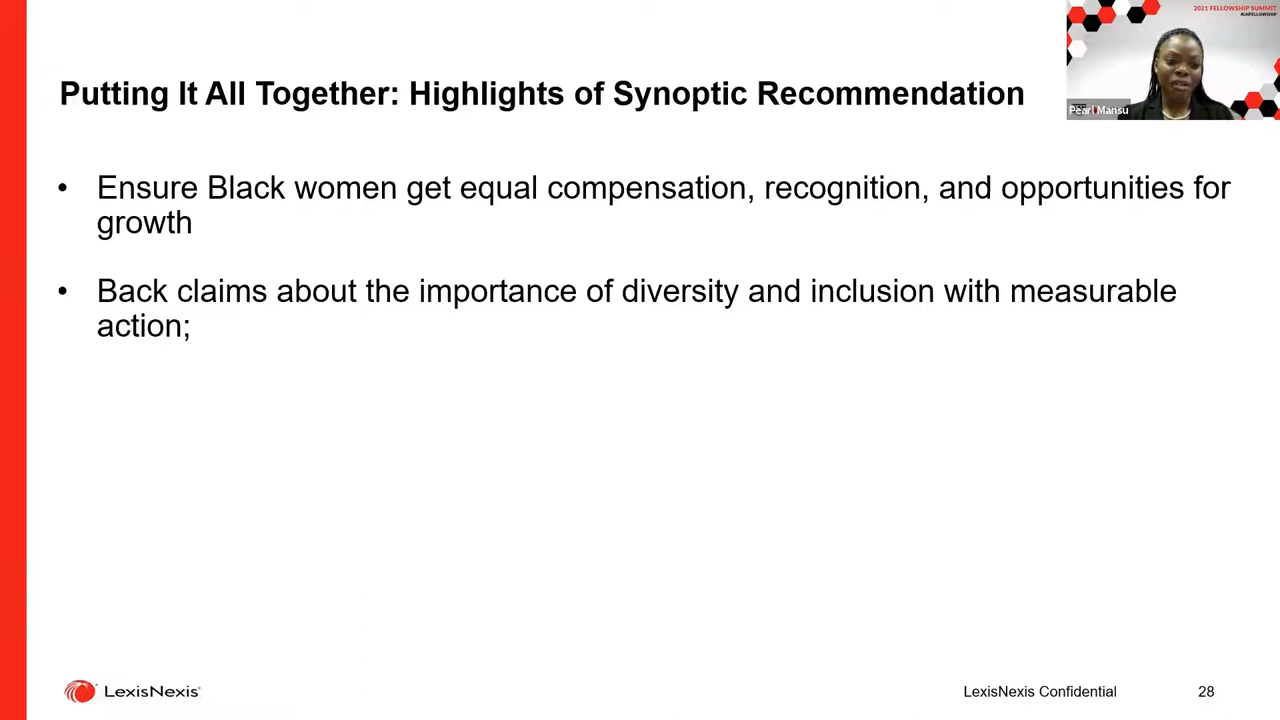 2021 FELLOWSHIP SUMMIT
#LNFELLOWSHIP
Pearl Mansu
Putting It All Together: Highlights of Synoptic Recommendation
• Ensure Black women get equal compensation, recognition, and opportunities for
growth
• Back claims about the importance of diversity and inclusion with measurable
action;
LexisNexis®
LexisNexis Confidential
28